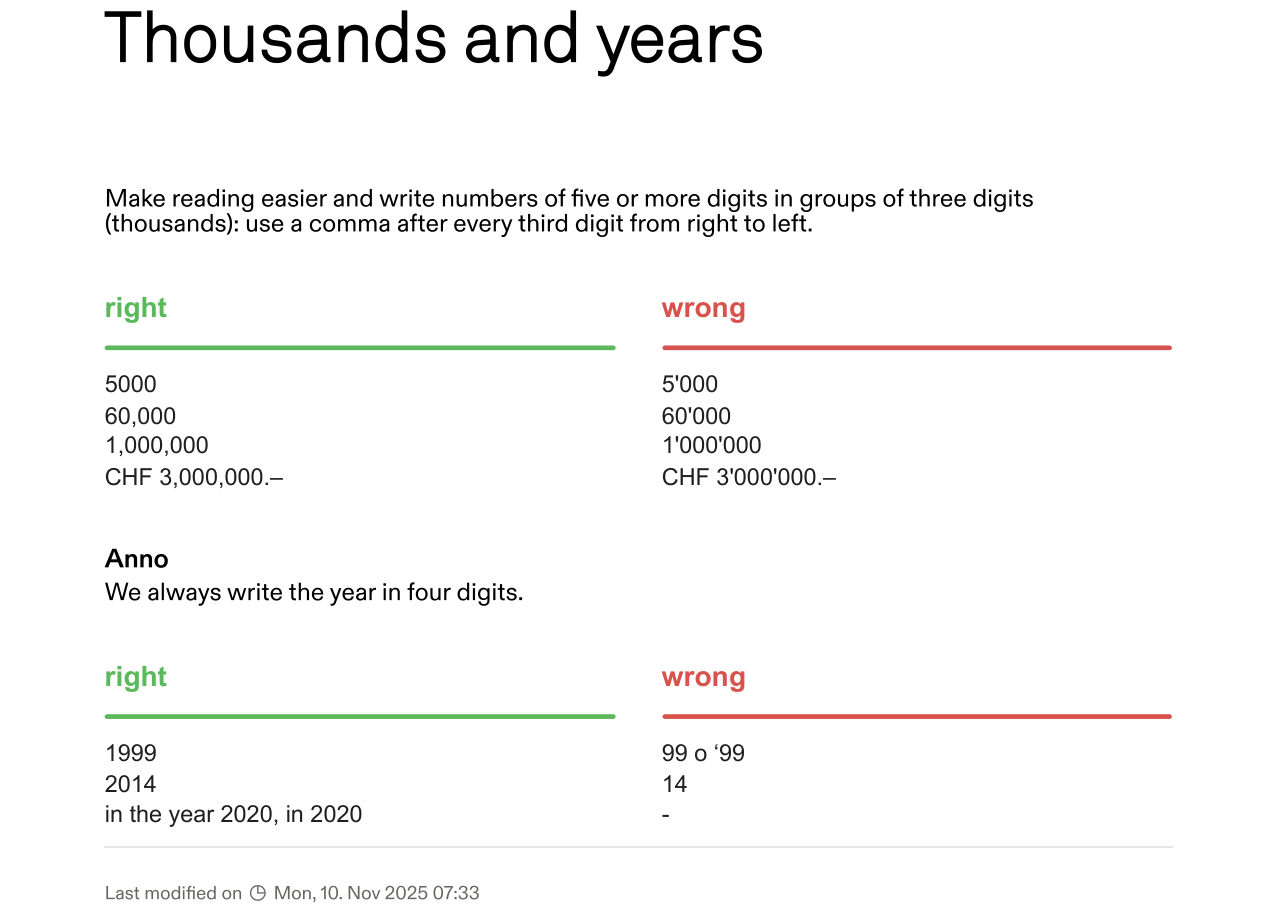 Thousands and years
Make reading easier and write numbers of five or more digits in groups of three digits
(thousands): use a comma after every third digit from right to left.
right
5000
60,000
1,000,000
CHF 3,000,000.–
wrong
5'000
60'000
1'000'000
CHF 3'000'000.–
Anno
We always write the year in four digits.
right
1999
2014
in the year 2020, in 2020
wrong
99 o ‘99
14
-
Last modified on Mon, 10. Nov 2025 07:33